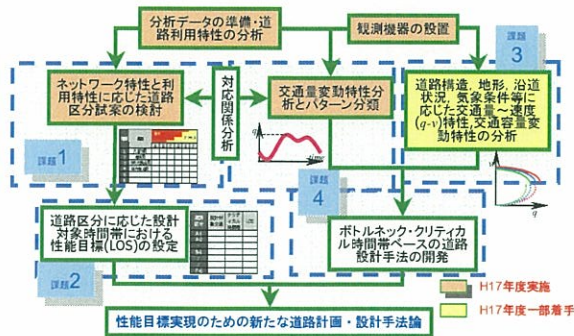 分析データの準備・道
路利用特性の分析
観測機器の設置
課題3
ネットワーク特性と利
用特性に応じた道路
区分試案の検討
対応関係分析
交通量変動特性分
析とパターン分類
道路構造, 地形, 沿道
状況, 気象条件等に
応じた交通量～速度
(q-v)特性,交通容量変
動特性の分析
課題1
q
time
課題4
v
q
道路区分に応じた設計
対象時間帯における
性能目標(LOS)の設定
ボトルネック・クリティカ
ル時間帯ベースの道路
設計手法の開発
課題2
H17年度実施
H17年度一部着手
性能目標実現のための新たな道路計画・設計手法論